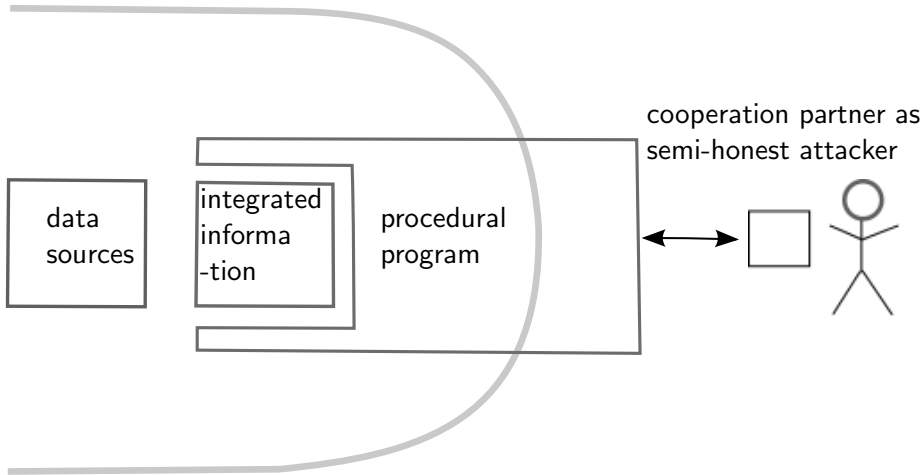 cooperation partner as
semi-honest attacker
data
sources
integrated
informa
-tion
procedural
program